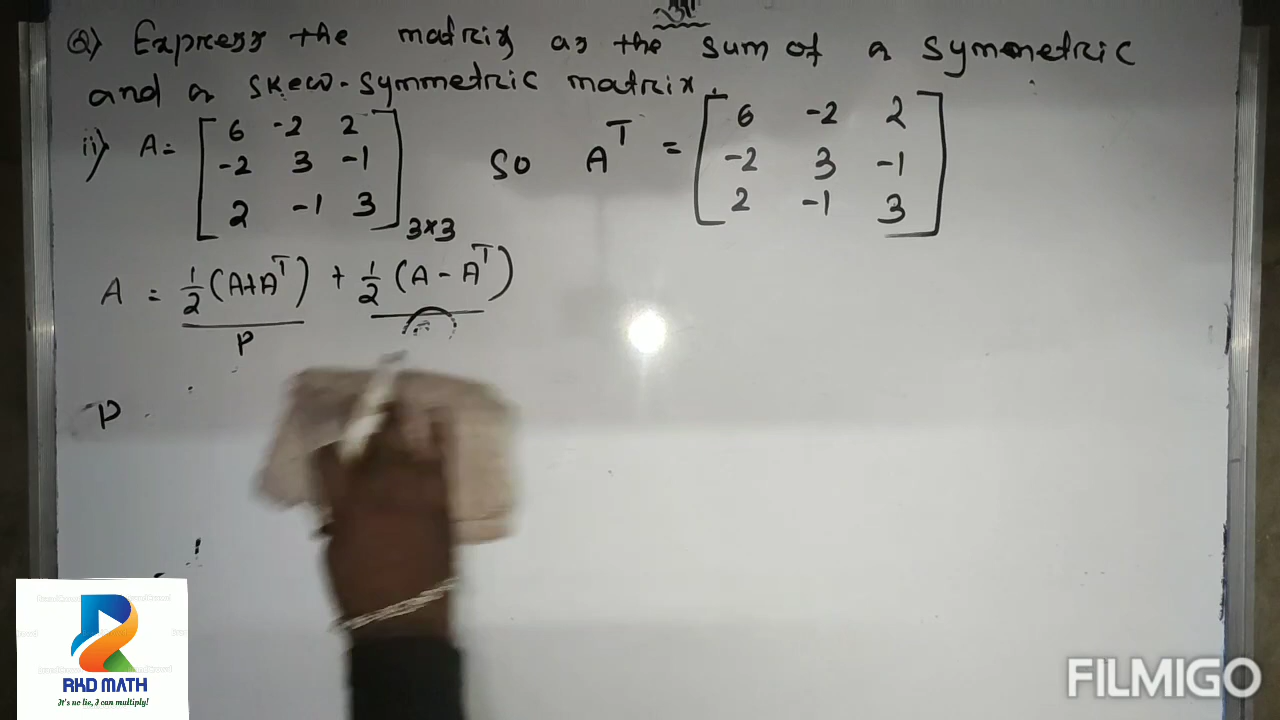 Q) Express the matrix as the sum of a symmetric
and a skew-symmetric matrix.
ii) A = [6 -2 2 So A^T = [6 -2 2
-2 3 -1 -2 3 -1
2 -1 3]3×3 2 -1 3]
A = 1/2 (A+A^T) + 1/2 (A - A^T)
P
P
RKD MATH
It's no lie, I can multiply!
FILMIGO